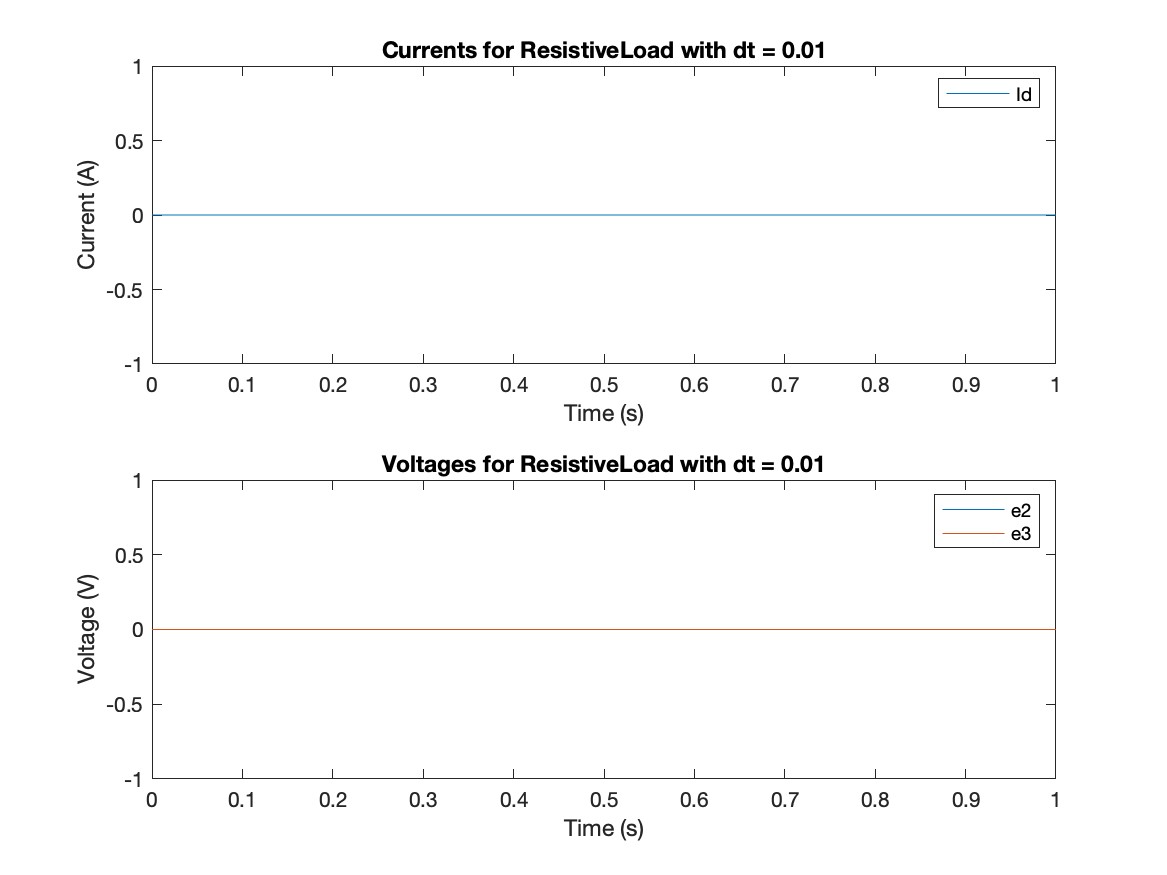 Currents for ResistiveLoad with dt = 0.01
1
0.5
0
-0.5
-1
Current (A)
Id
0 0.1 0.2 0.3 0.4 0.5 0.6 0.7 0.8 0.9 1
Time (s)
Voltages for ResistiveLoad with dt = 0.01
1
0.5
0
-0.5
-1
Voltage (V)
e2
e3
0 0.1 0.2 0.3 0.4 0.5 0.6 0.7 0.8 0.9 1
Time (s)